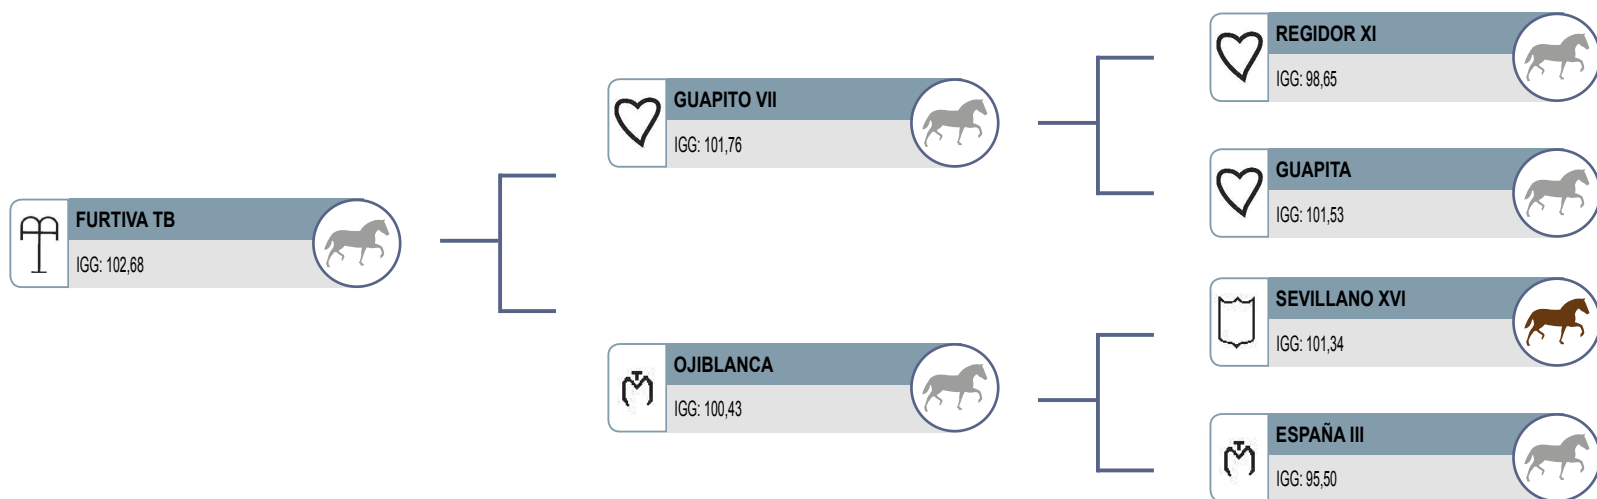 FURTIVA TB
IGG: 102,68
GUAPITO VII
IGG: 101,76
OJIBLANCA
IGG: 100,43
REGIDOR XI
IGG: 98,65
GUAPITA
IGG: 101,53
SEVILLANO XVI
IGG: 101,34
ESPAÑA III
IGG: 95,50